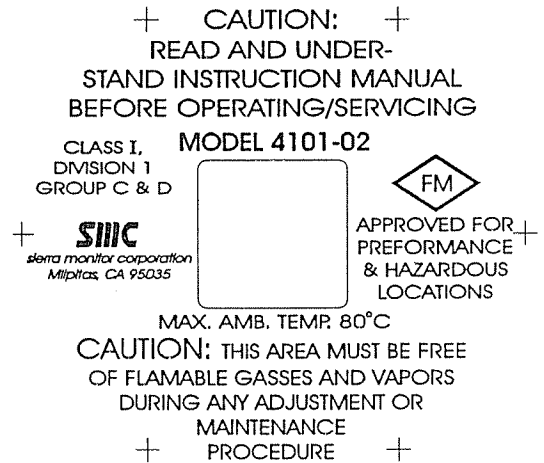 CAUTION:
READ AND UNDER-
STAND INSTRUCTION MANUAL
BEFORE OPERATING/SERVICING
MODEL 4101-02
CLASS I,
DIVISION 1
GROUP C & D
SMC
sierra monitor corporation
Milpitas, CA 95035
FM
APPROVED FOR
PREFORMANCE
& HAZARDOUS
LOCATIONS
MAX. AMB. TEMP. 80°C
CAUTION: THIS AREA MUST BE FREE
OF FLAMABLE GASSES AND VAPORS
DURING ANY ADJUSTMENT OR
MAINTENANCE
PROCEDURE